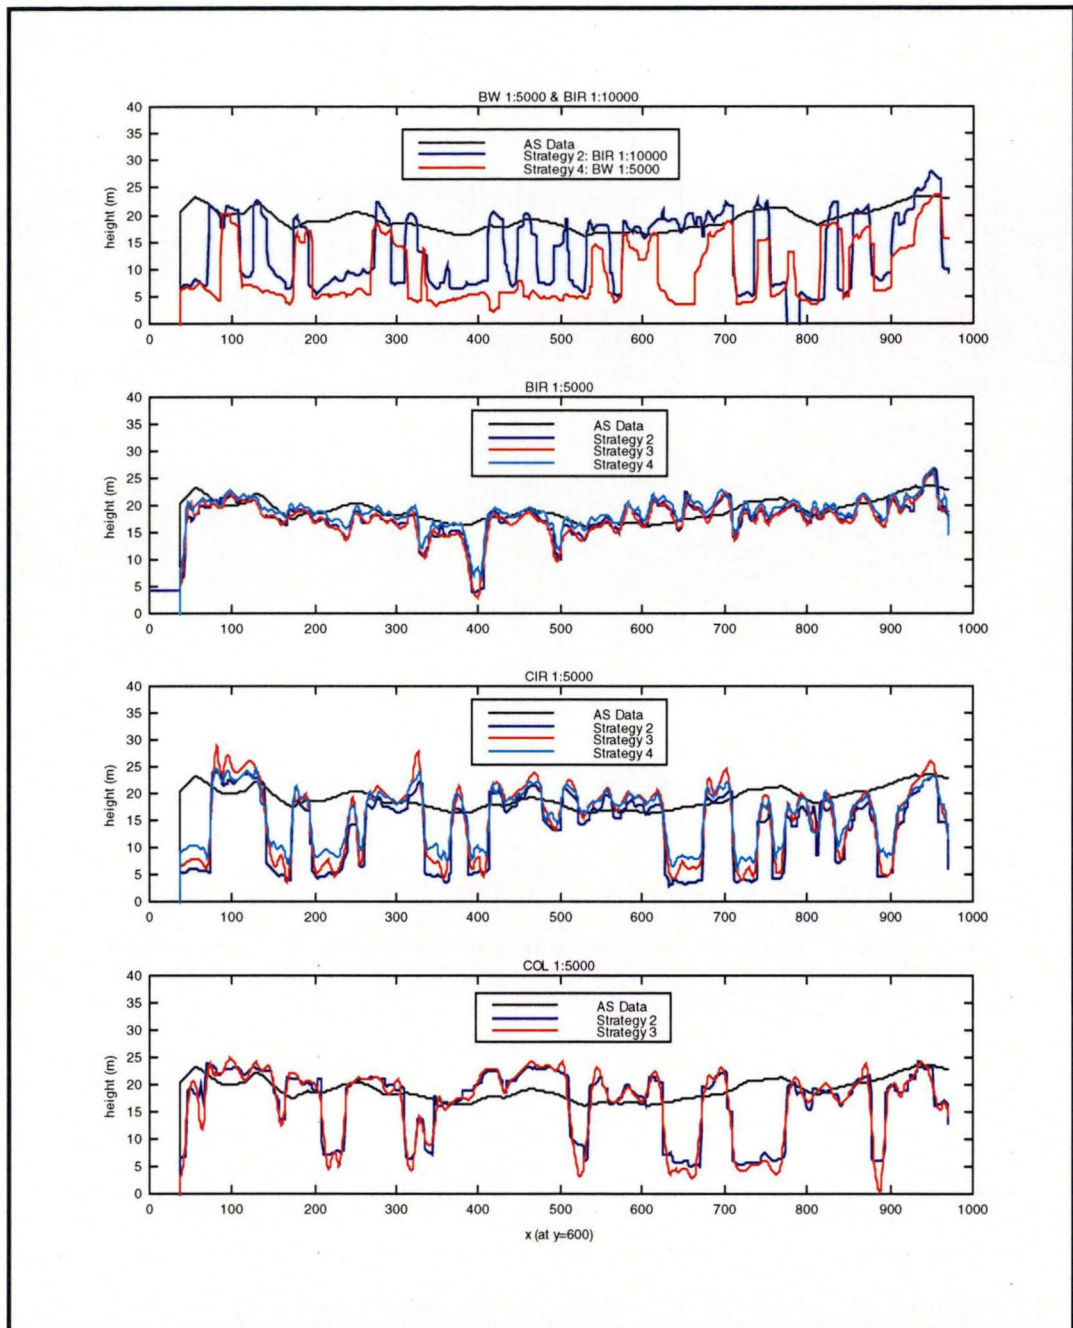 BW 1:5000 & BIR 1:10000
40
35
30
25
20
15
10
5
0
height (m)
AS Data
Strategy 2: BIR 1:10000
Strategy 4: BW 1:5000
0 100 200 300 400 500 600 700 800 900 1000
BIR 1:5000
40
35
30
25
20
15
10
5
0
height (m)
AS Data
Strategy 2
Strategy 3
Strategy 4
0 100 200 300 400 500 600 700 800 900 1000
CIR 1:5000
40
35
30
25
20
15
10
5
0
height (m)
AS Data
Strategy 2
Strategy 3
Strategy 4
0 100 200 300 400 500 600 700 800 900 1000
COL 1:5000
40
35
30
25
20
15
10
5
0
height (m)
AS Data
Strategy 2
Strategy 3
0 100 200 300 400 500 600 700 800 900 1000
x (at y=600)